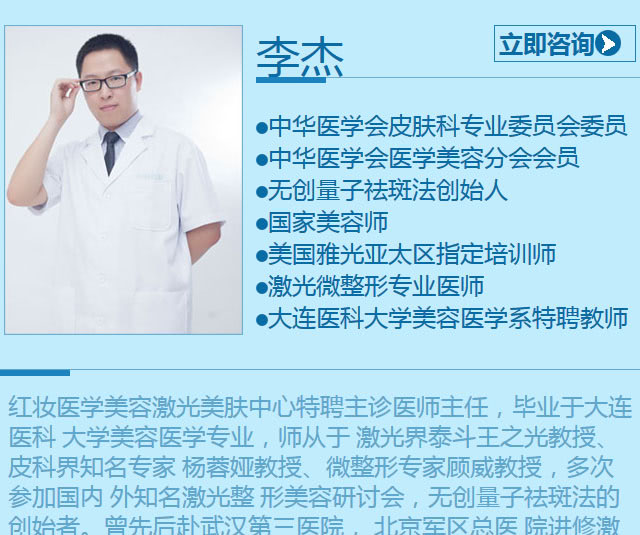 李杰
立即咨询
●中华医学会皮肤科专业委员会委员
●中华医学会医学美容分会会员
●无创量子祛斑法创始人
●国家美容师
●美国雅光亚太区指定培训师
●激光微整形专业医师
●大连医科大学美容医学系特聘教师
红妆医学美容激光美肤中心特聘主诊医师主任，毕业于大连
医科 大学美容医学专业，师从于 激光界泰斗王之光教授、
皮科界知名专家 杨蓉娅教授、微整形专家顾威教授，多次
参加国内 外知名激光整 形美容研讨会，无创量子祛斑法的
创始者。曾先后赴武汉第三医院， 北京军区总医 院进修激